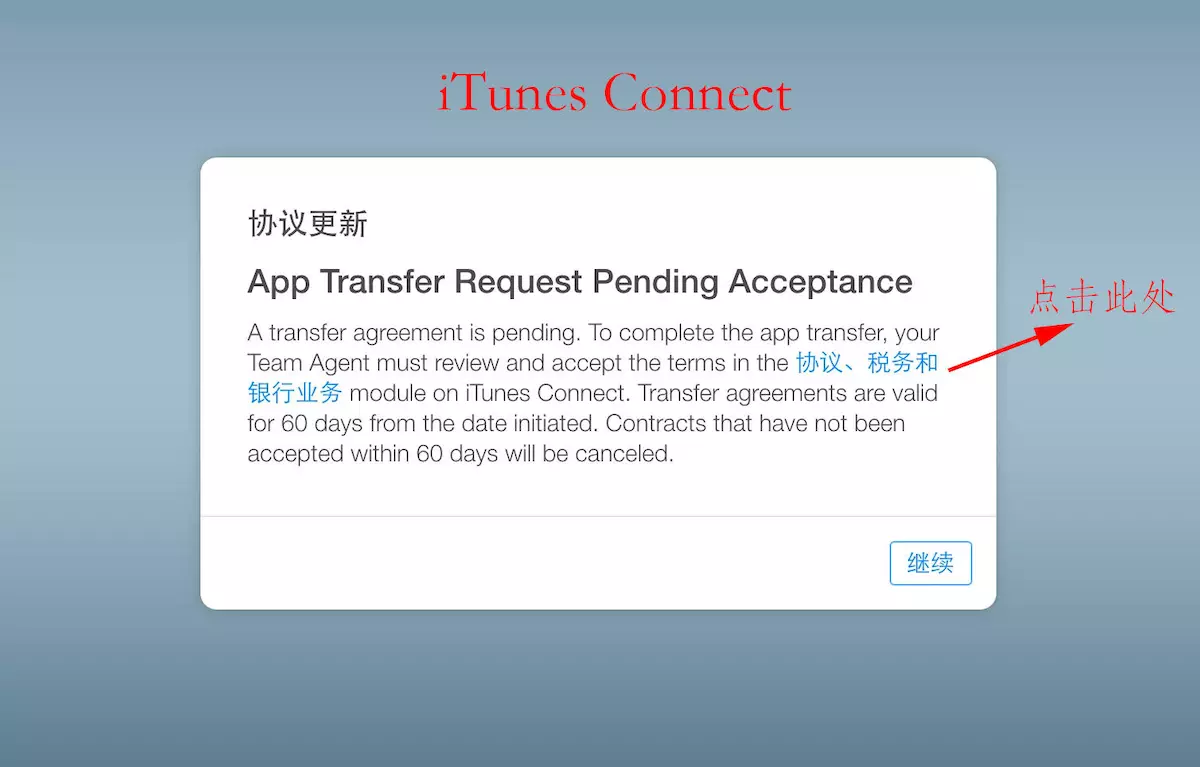 iTunes Connect
协议更新
App Transfer Request Pending Acceptance
A transfer agreement is pending. To complete the app transfer, your
Team Agent must review and accept the terms in the 协议、税务和
银行业务 module on iTunes Connect. Transfer agreements are valid
for 60 days from the date initiated. Contracts that have not been
accepted within 60 days will be canceled.
点击此处
继续